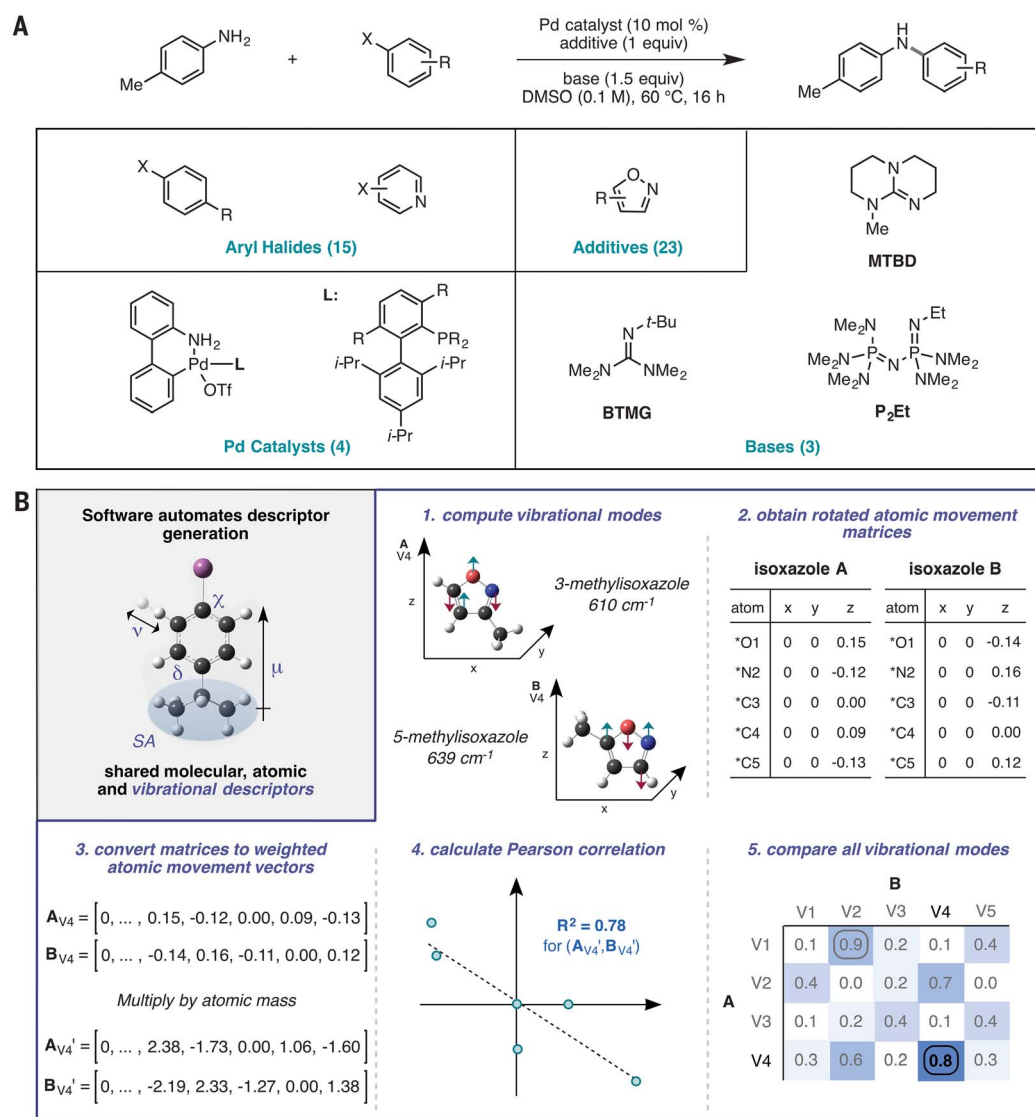 A
NH2
Me
+
X
R
Pd catalyst (10 mol %)
additive (1 equiv)
base (1.5 equiv)
DMSO (0.1 M), 60 °C, 16 h
H
N
Me
R
X
R
X
N
Aryl Halides (15)
O
N
R
Additives (23)
N
N
N
Me
MTBD
NH2
Pd
L
OTf
L:
R
R
PR2
i-Pr
i-Pr
i-Pr
Pd Catalysts (4)
N
t-Bu
Me2N
NMe2
BTMG
Et
Me2N
N
Me2N
P
N
P
NMe2
Me2N
NMe2
P2Et
Bases (3)
B
Software automates descriptor
generation
χ
ν
δ
μ
SA
shared molecular, atomic
and vibrational descriptors
1. compute vibrational modes
A
V4
z
x
y
3-methylisoxazole
610 cm-1
B
V4
z
x
y
5-methylisoxazole
639 cm-1
2. obtain rotated atomic movement
matrices
isoxazole A
atom x y z
*O1 0 0 0.15
*N2 0 0 -0.12
*C3 0 0 0.00
*C4 0 0 0.09
*C5 0 0 -0.13
isoxazole B
atom x y z
*O1 0 0 -0.14
*N2 0 0 0.16
*C3 0 0 -0.11
*C4 0 0 0.00
*C5 0 0 0.12
3. convert matrices to weighted
atomic movement vectors
AV4 = [0, ... , 0.15, -0.12, 0.00, 0.09, -0.13]
BV4 = [0, ... , -0.14, 0.16, -0.11, 0.00, 0.12]
Multiply by atomic mass
AV4' = [0, ... , 2.38, -1.73, 0.00, 1.06, -1.60]
BV4' = [0, ... , -2.19, 2.33, -1.27, 0.00, 1.38]
4. calculate Pearson correlation
R2 = 0.78
for (AV4',BV4')
5. compare all vibrational modes
B
V1 V2 V3 V4 V5
A
V1 0.1 0.9 0.2 0.1 0.4
V2 0.4 0.0 0.2 0.7 0.0
V3 0.1 0.2 0.4 0.1 0.4
V4 0.3 0.6 0.2 0.8 0.3